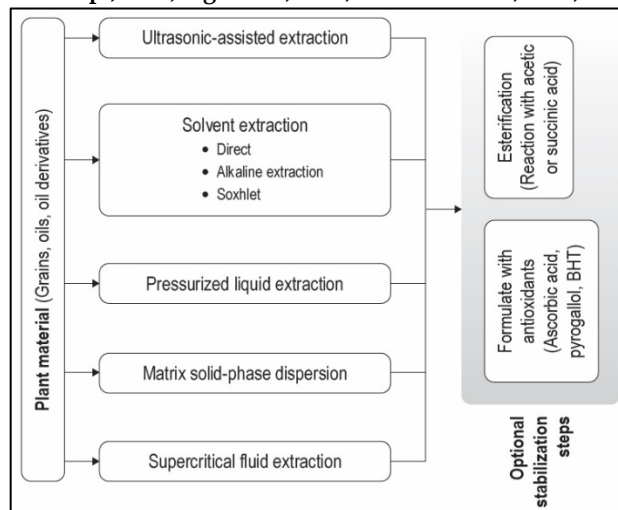 Plant material (Grains, oils, oil derivatives)
Ultrasonic-assisted extraction
Solvent extraction
• Direct
• Alkaline extraction
• Soxhlet
Pressurized liquid extraction
Matrix solid-phase dispersion
Supercritical fluid extraction
Esterification
(Reaction with acetic
or succinic acid)
Formulate with
antioxidants
(Ascorbic acid,
pyrogallol, BHT)
Optional
stabilization
steps